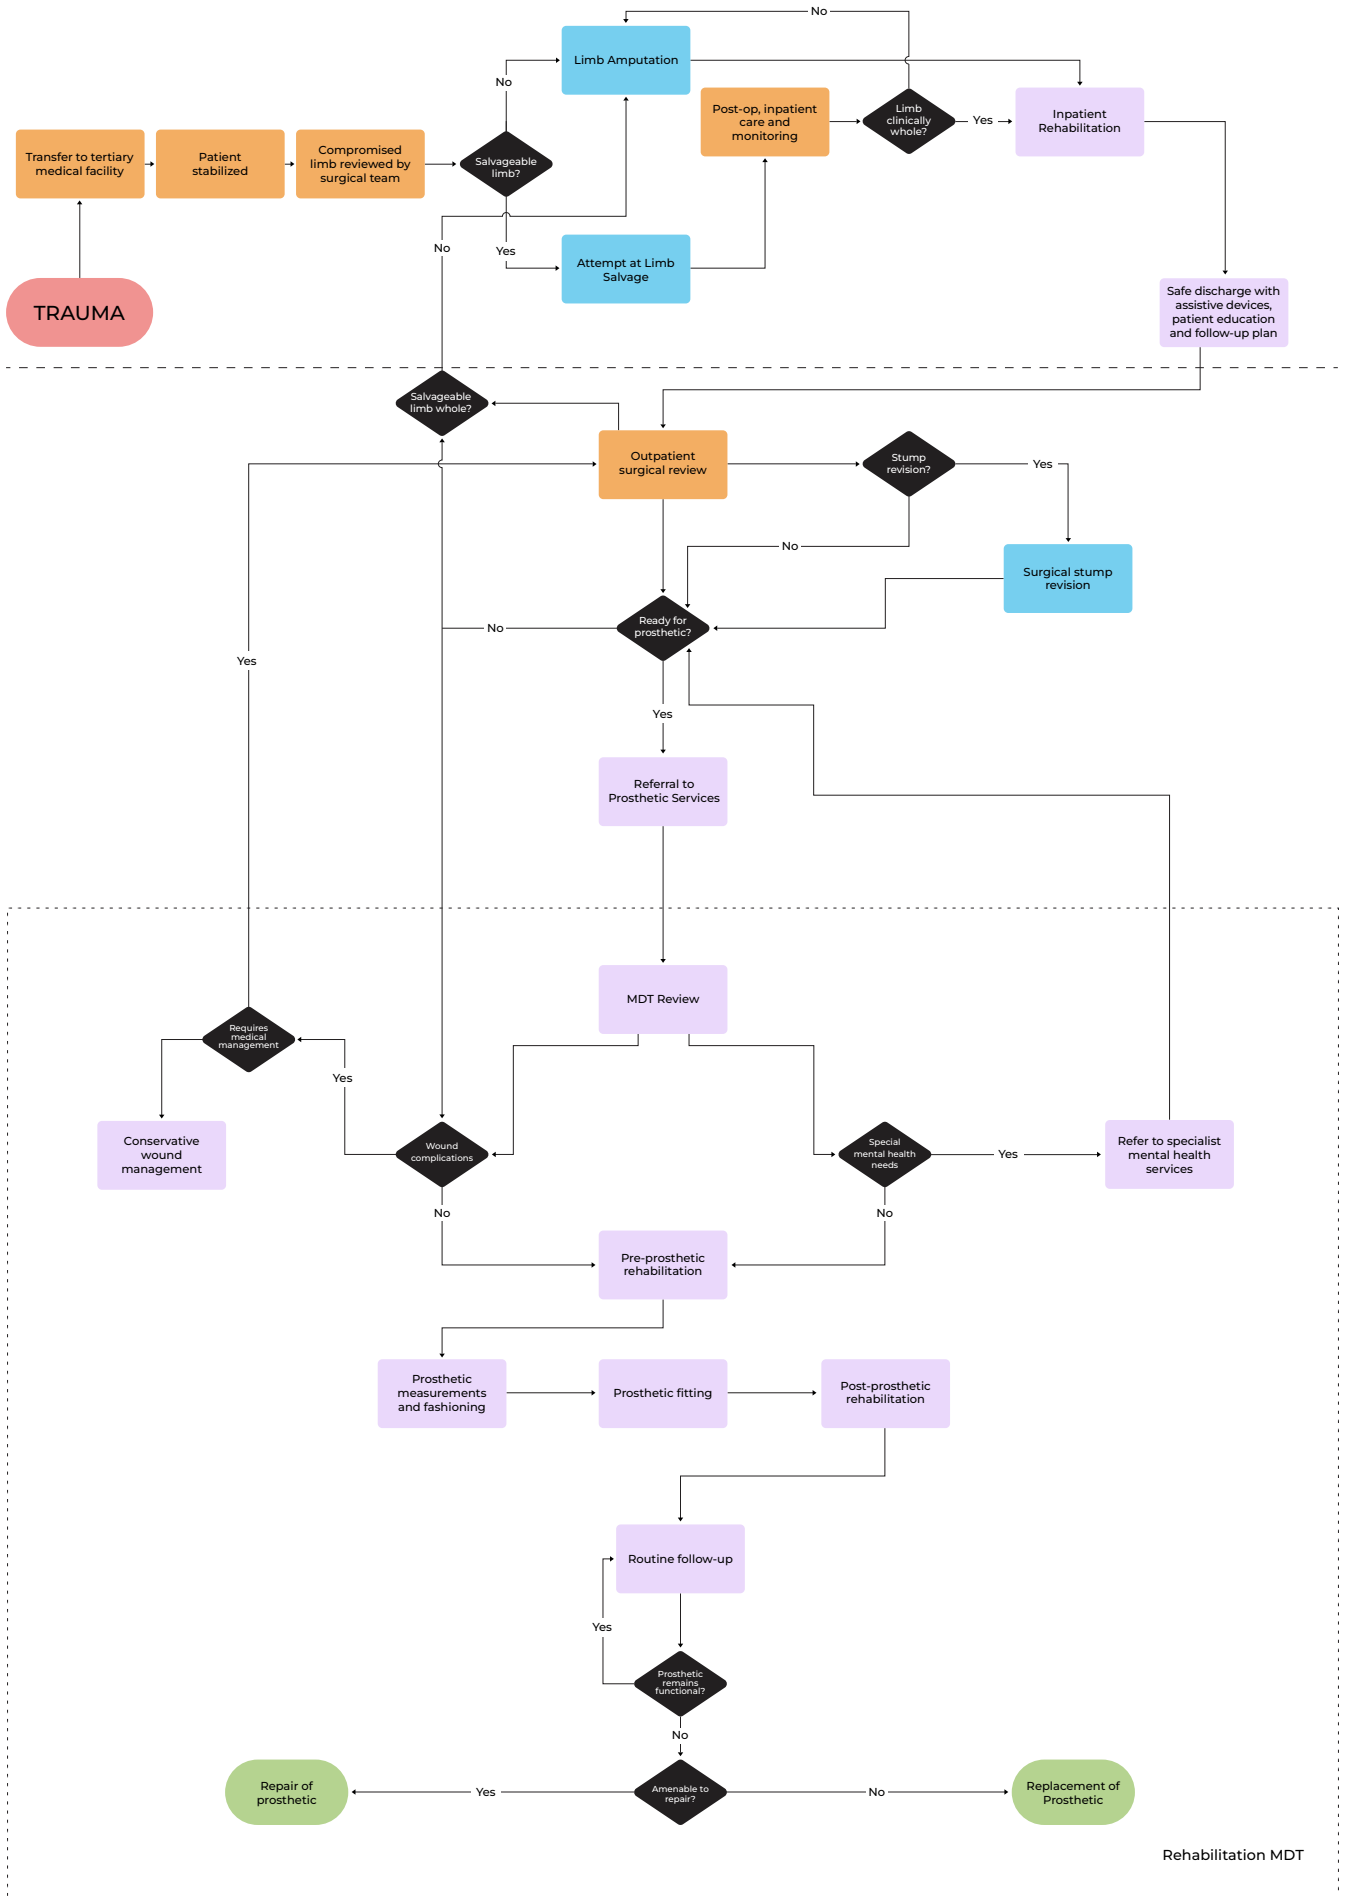 No
Limb Amputation
No
Post-op, inpatient
care and
monitoring
Limb
clinically
whole?
Yes
Inpatient
Rehabilitation
Transfer to tertiary
medical facility
Patient
stabilized
Compromised
limb reviewed by
surgical team
Salvageable
limb?
No
Yes
Attempt at Limb
Salvage
TRAUMA
Safe discharge with
assistive devices,
patient education
and follow-up plan
Salvageable
limb whole?
Outpatient
surgical review
Stump
revision?
Yes
No
Surgical stump
revision
Ready for
prosthetic?
No
Yes
Yes
Referral to
Prosthetic Services
MDT Review
Requires
medical
management
Yes
Conservative
wound
management
Wound
complications
Special
mental health
needs
Yes
Refer to specialist
mental health
services
No
No
Pre-prosthetic
rehabilitation
Prosthetic
measurements
and fashioning
Prosthetic fitting
Post-prosthetic
rehabilitation
Routine follow-up
Yes
Prosthetic
remains
functional?
No
Repair of
prosthetic
Yes
Amenable to
repair?
No
Replacement of
Prosthetic
Rehabilitation MDT